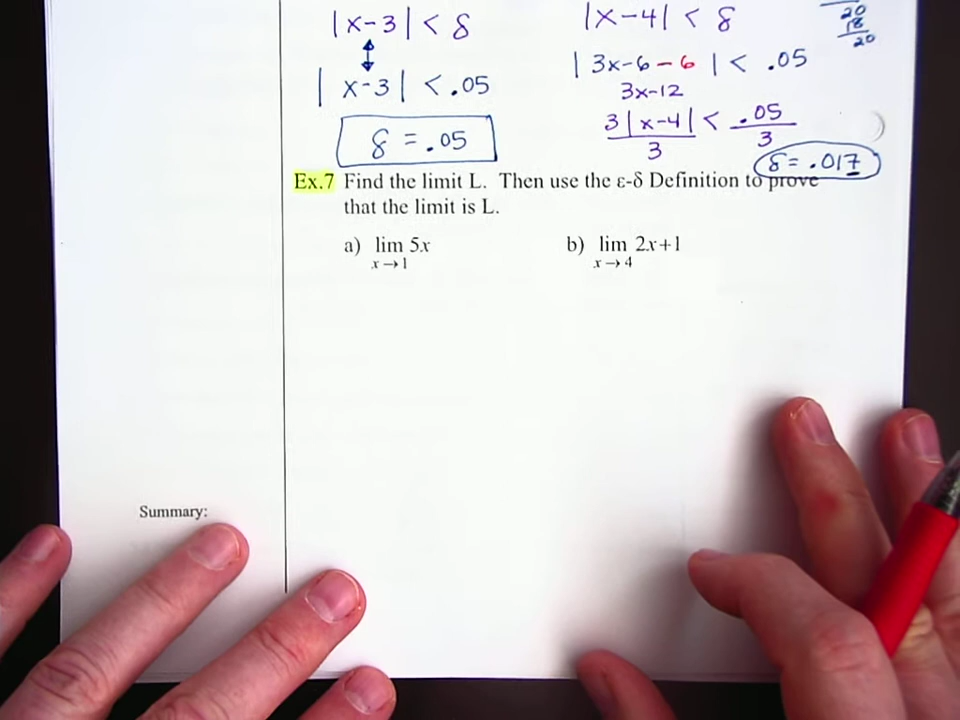 |x-3| < δ
|x-3| < .05
δ = .05
|x-4| < δ
|3x-6-6| < .05
3x-12
3|x-4| < .05
3 3
δ = .017
20
18
20
Ex.7 Find the limit L. Then use the ε-δ Definition to prove
that the limit is L.
a) lim 5x
x→1
b) lim 2x+1
x→4
Summary: